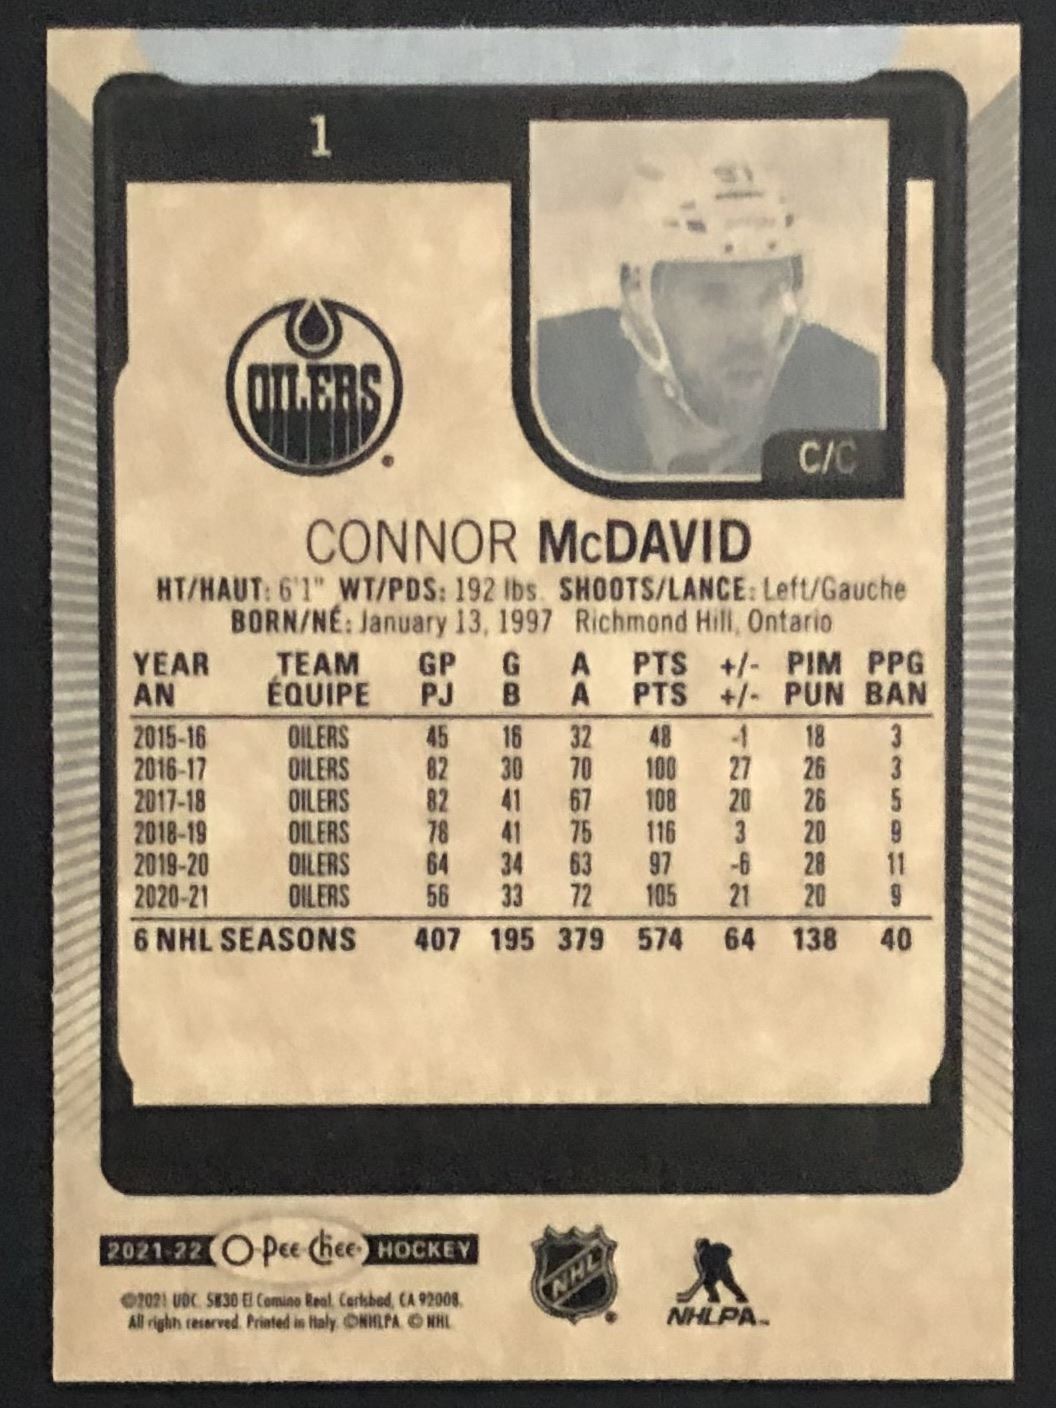 1
OILERS
C/C
CONNOR McDAVID
HT/HAUT: 6'1" WT/PDS: 192 lbs. SHOOTS/LANCE: Left/Gauche
BORN/NÉ: January 13, 1997 Richmond Hill, Ontario
YEAR TEAM GP G A PTS +/- PIM PPG
AN ÉQUIPE PJ B A PTS +/- PUN BAN
2015-16 OILERS 45 16 32 48 -1 18 3
2016-17 OILERS 82 30 70 100 27 26 3
2017-18 OILERS 82 41 67 108 20 26 5
2018-19 OILERS 78 41 75 116 3 20 9
2019-20 OILERS 64 34 63 97 -6 28 11
2020-21 OILERS 56 33 72 105 21 20 9
6 NHL SEASONS 407 195 379 574 64 138 40
2021-22 O-Pee-Chee HOCKEY
©2021 UDC. 5830 El Camino Real, Carlsbad, CA 92008.
All rights reserved. Printed in Italy. ©NHLPA. © NHL
NHL
NHLPA™